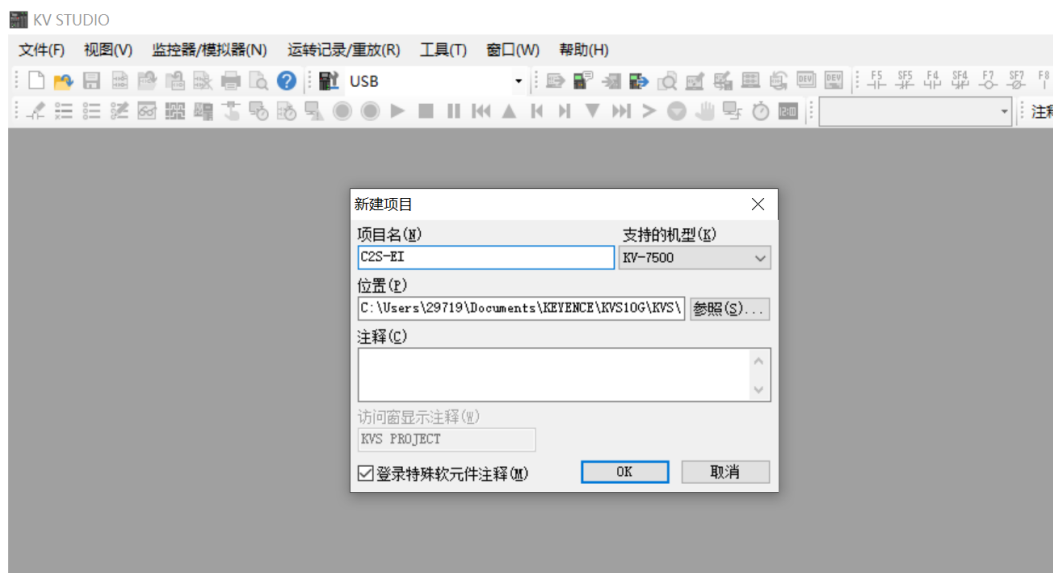 KV STUDIO
文件(F) 视图(V) 监控器/模拟器(N) 运转记录/重放(R) 工具(T) 窗口(W) 帮助(H)
USB
F5 SF5 F4 SF4 F7 SF7 F8
新建项目
项目名(N) 支持的机型(K)
C2S-EI KV-7500
位置(P)
C:\Users\29719\Documents\KEYENCE\KVS10G\KVS\ 参照(S)...
注释(C)
访问窗显示注释(W)
KVS PROJECT
登录特殊软元件注释(M) OK 取消